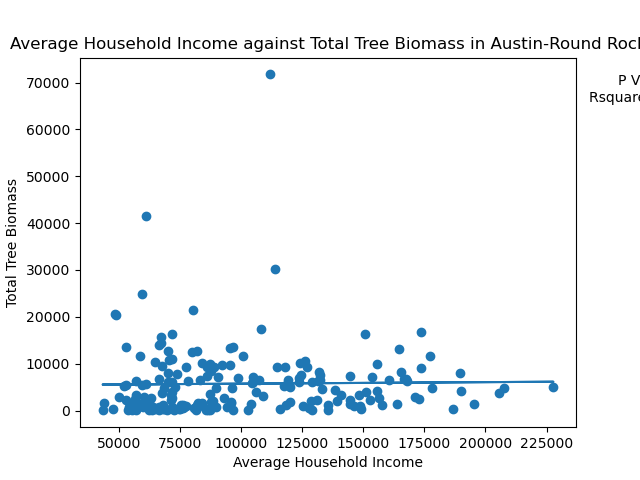 Average Household Income against Total Tree Biomass in Austin-Round
P
Rsquare
70000
60000
50000
40000
30000
20000
10000
0
Total Tree Biomass
50000 75000 100000 125000 150000 175000 200000 225000
Average Household Income